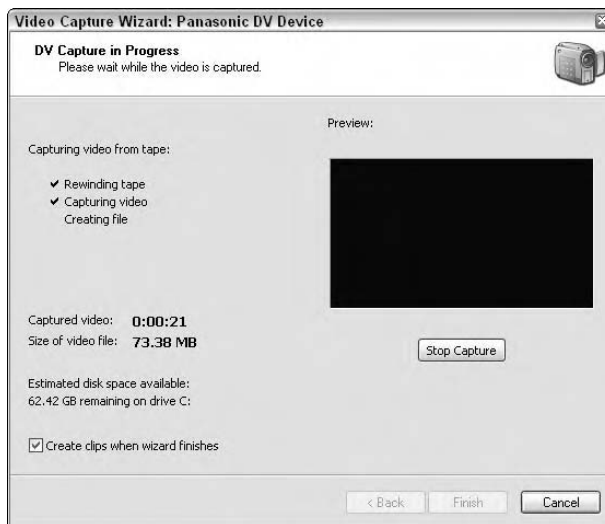 Video Capture Wizard: Panasonic DV Device
DV Capture in Progress
Please wait while the video is captured.
Preview:
Capturing video from tape:
✔ Rewinding tape
✔ Capturing video
Creating file
Captured video: 0:00:21
Size of video file: 73.38 MB
Stop Capture
Estimated disk space available:
62.42 GB remaining on drive C:
Create clips when wizard finishes
< Back
Finish
Cancel